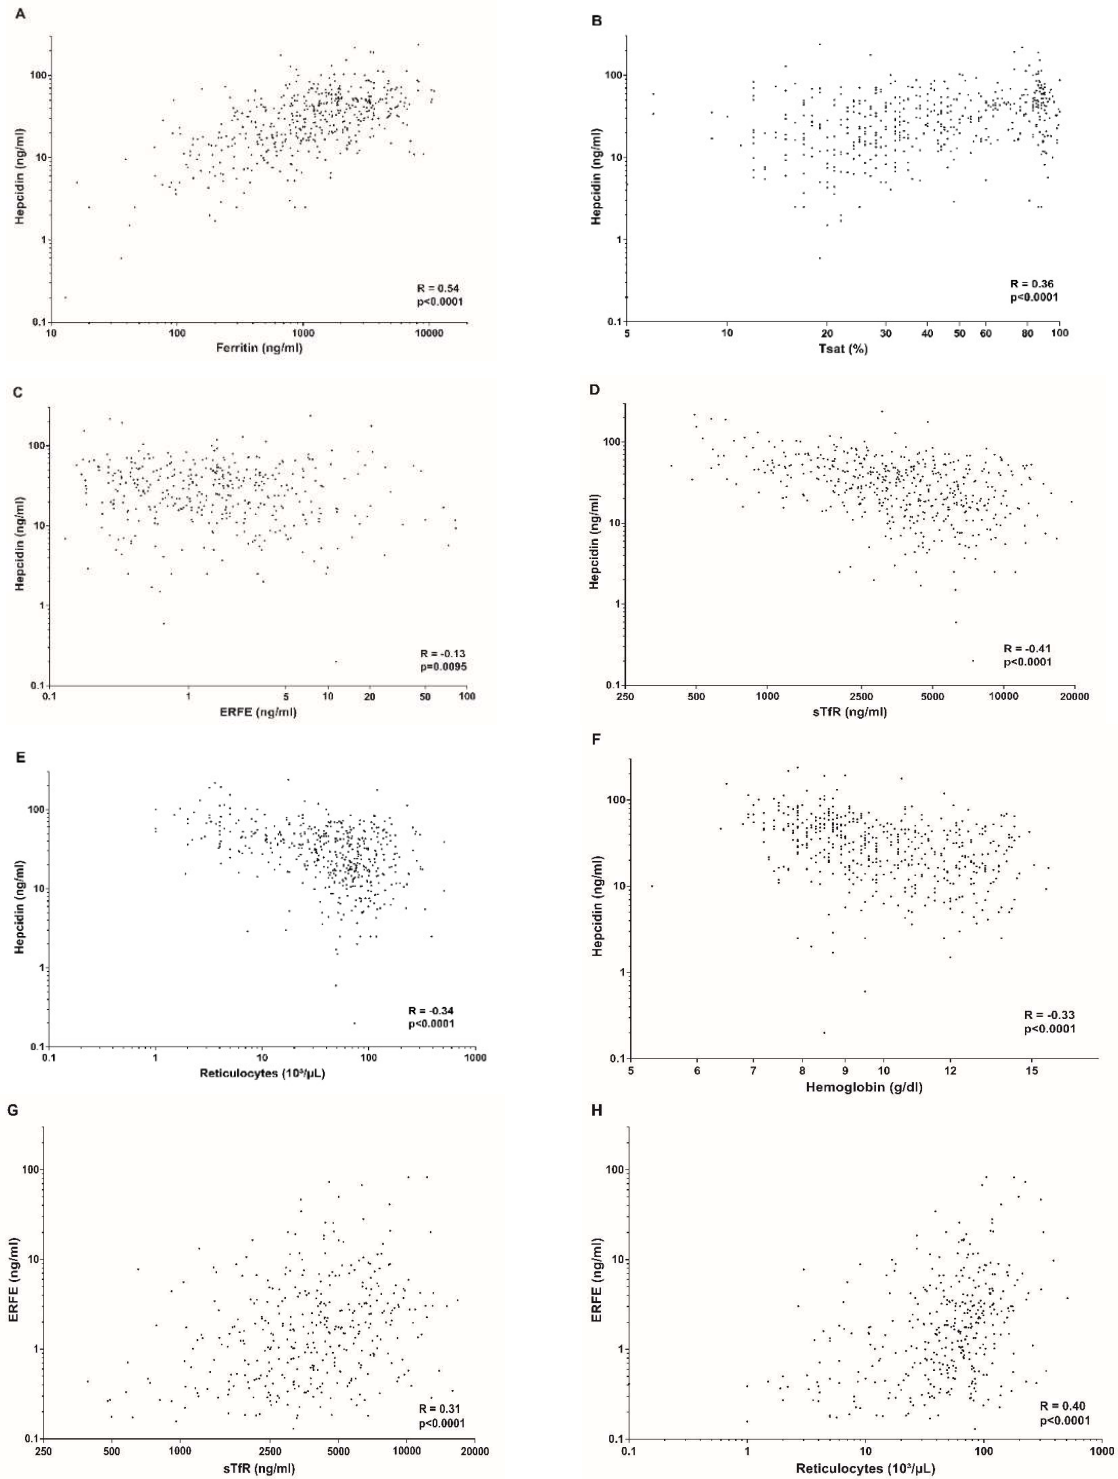 A
Hepcidin (ng/ml)
100
10
1
0.1
R = 0.54
p<0.0001
10 100 1000 10000
Ferritin (ng/ml)
B
Hepcidin (ng/ml)
100
10
1
0.1
R = 0.36
p<0.0001
5 10 20 30 40 50 60 80 100
Tsat (%)
C
Hepcidin (ng/ml)
100
10
1
0.1
R = -0.13
p=0.0095
0.1 1 5 10 20 50 100
ERFE (ng/ml)
D
Hepcidin (ng/ml)
100
10
1
0.1
R = -0.41
p<0.0001
250 500 1000 2500 5000 10000 20000
sTfR (ng/ml)
E
Hepcidin (ng/ml)
100
10
1
0.1
R = -0.34
p<0.0001
0.1 1 10 100 1000
Reticulocytes (10³/µL)
F
Hepcidin (ng/ml)
100
10
1
0.1
R = -0.33
p<0.0001
5 6 7 8 9 10 12 15
Hemoglobin (g/dl)
G
ERFE (ng/ml)
100
10
1
0.1
R = 0.31
p<0.0001
250 500 1000 2500 5000 10000 20000
sTfR (ng/ml)
H
ERFE (ng/ml)
100
10
1
0.1
R = 0.40
p<0.0001
0.1 1 10 100 1000
Reticulocytes (10³/µL)